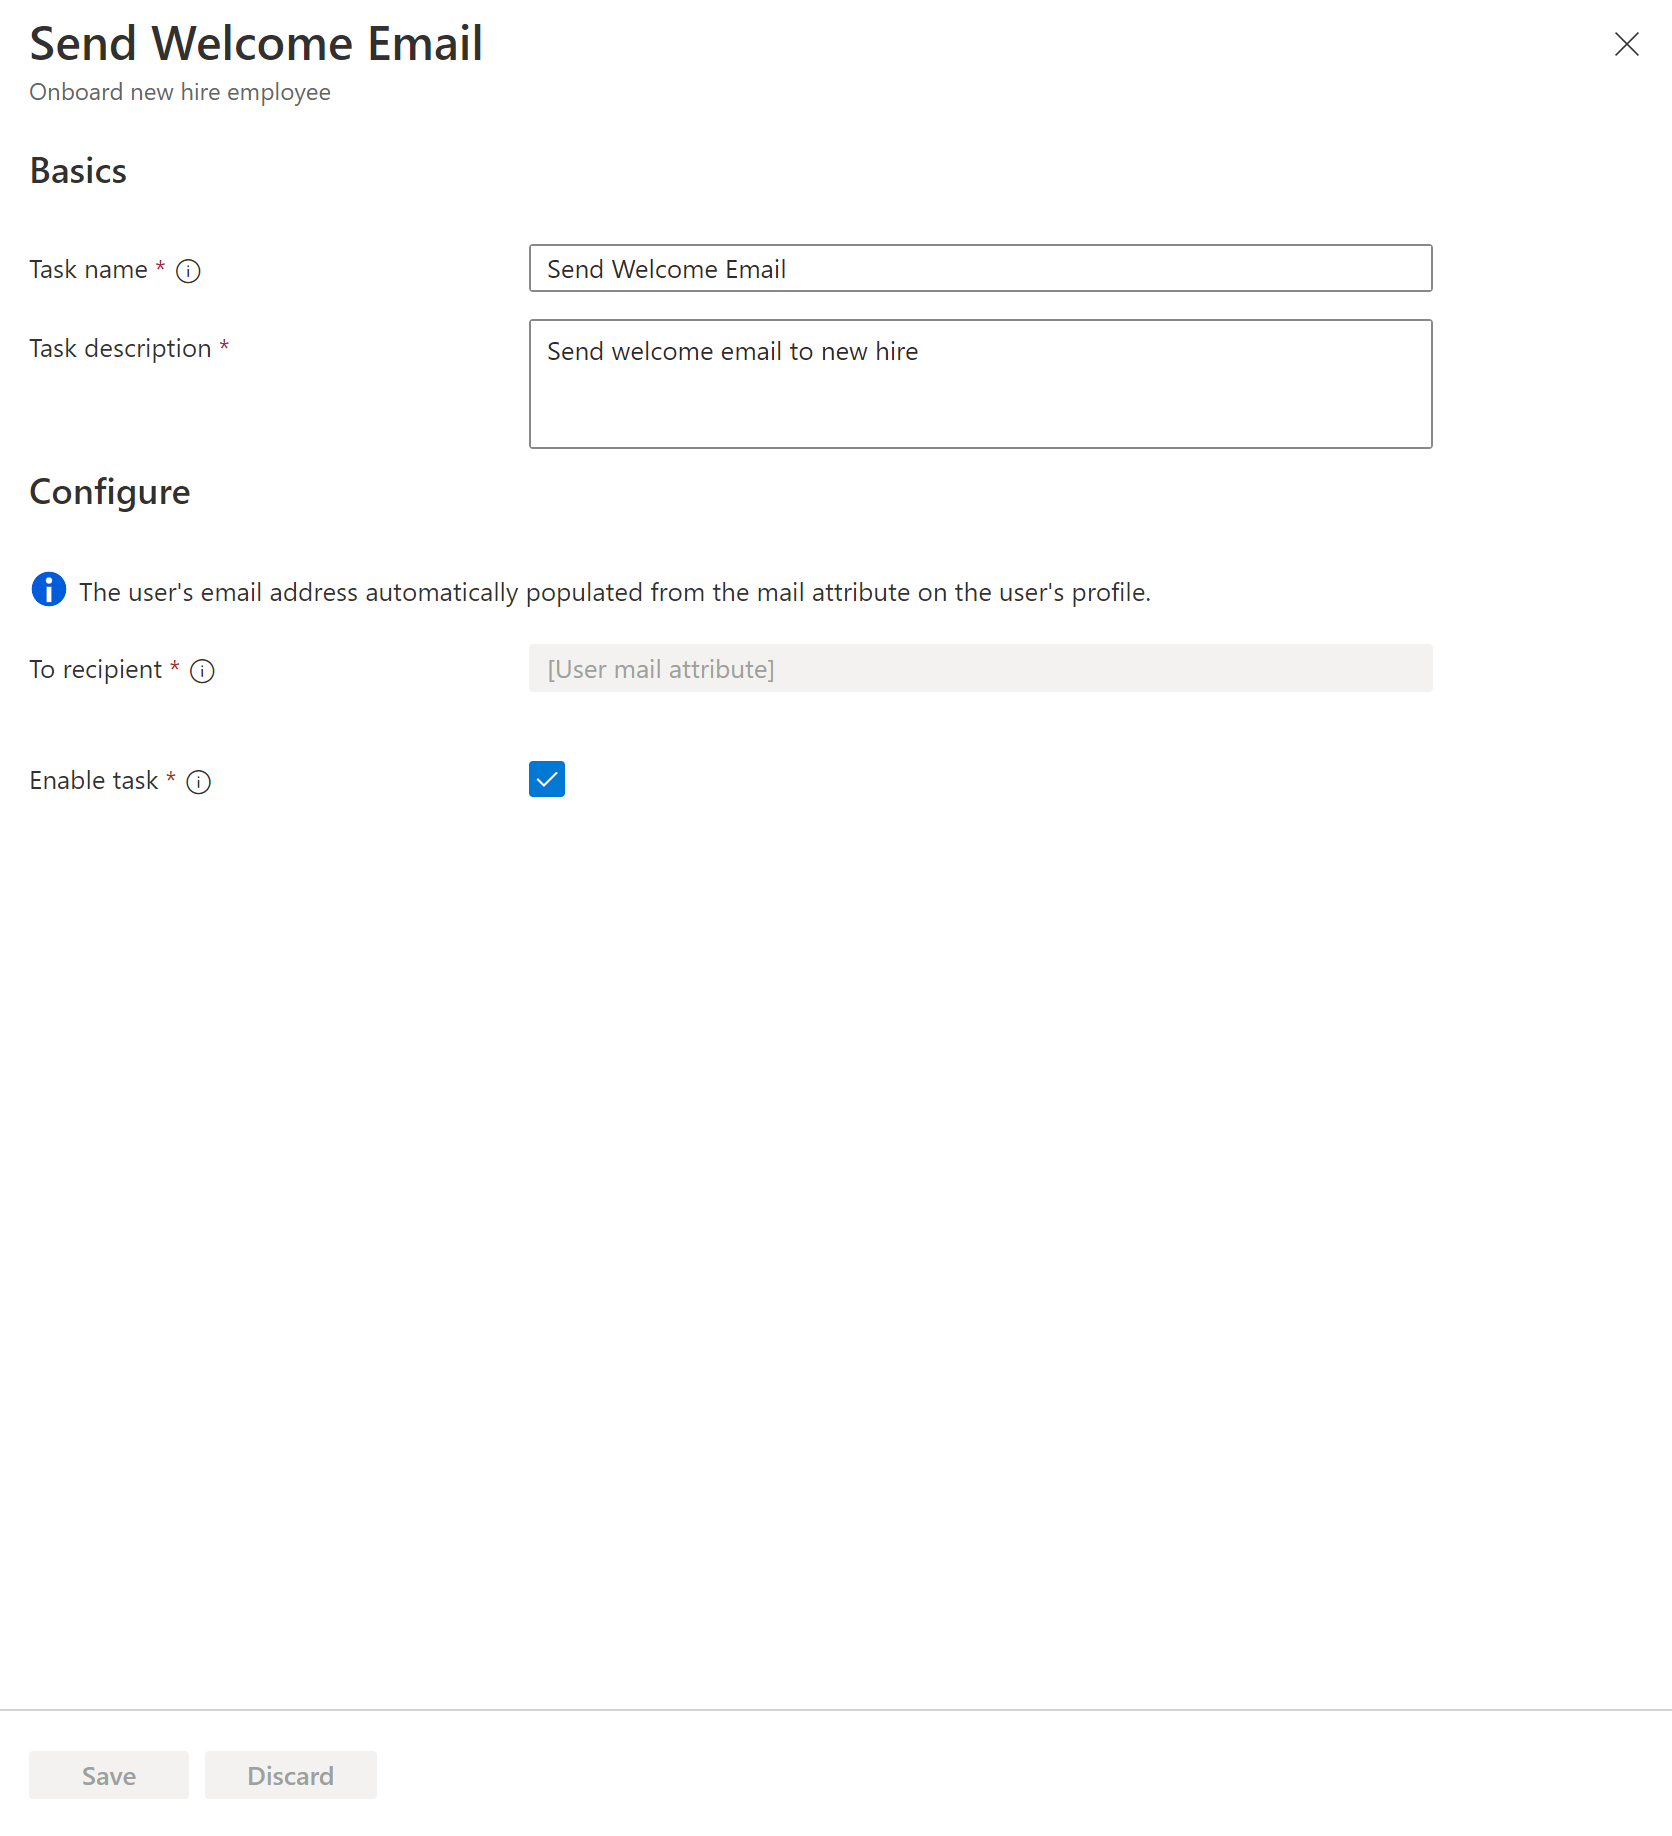 Send Welcome Email
Onboard new hire employee
Basics
Task name *
Send Welcome Email
Task description *
Send welcome email to new hire
Configure
The user's email address automatically populated from the mail attribute on the user's profile.
To recipient *
[User mail attribute]
Enable task *
Save
Discard